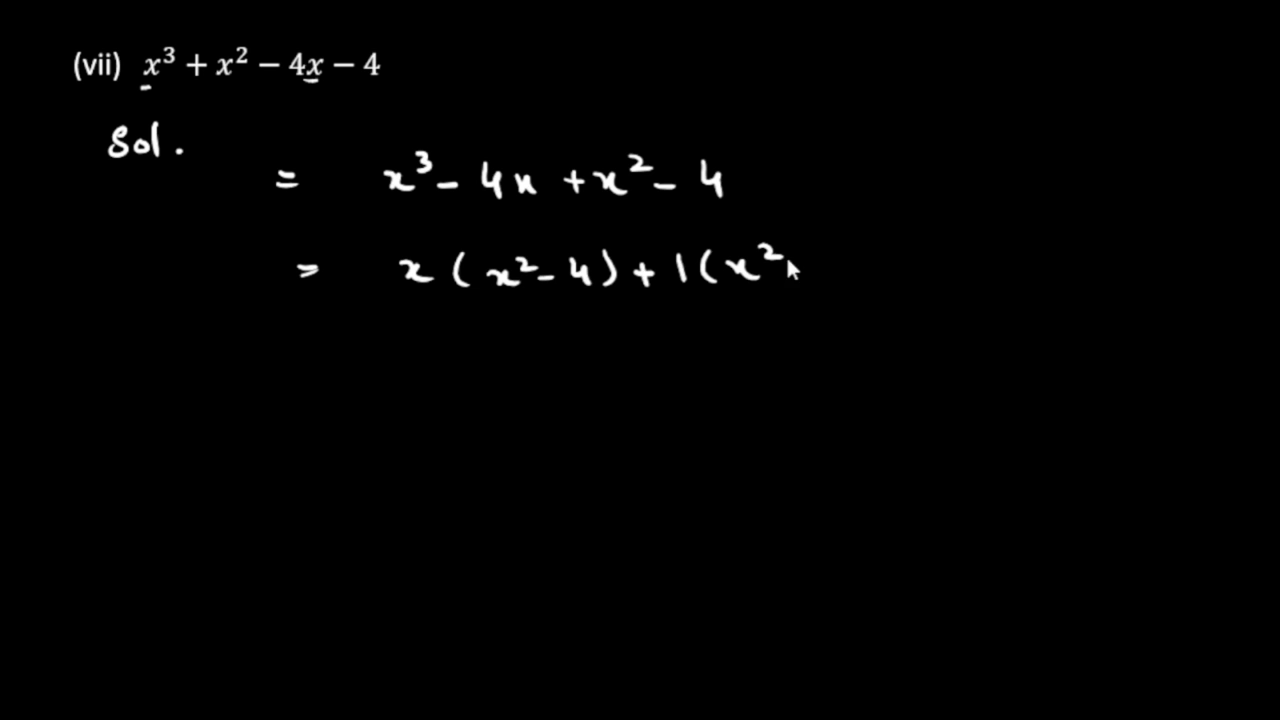 (vii) x³ + x² − 4x − 4
Sol.
= x³ - 4x + x² - 4
= x ( x² - 4 ) + 1 ( x²